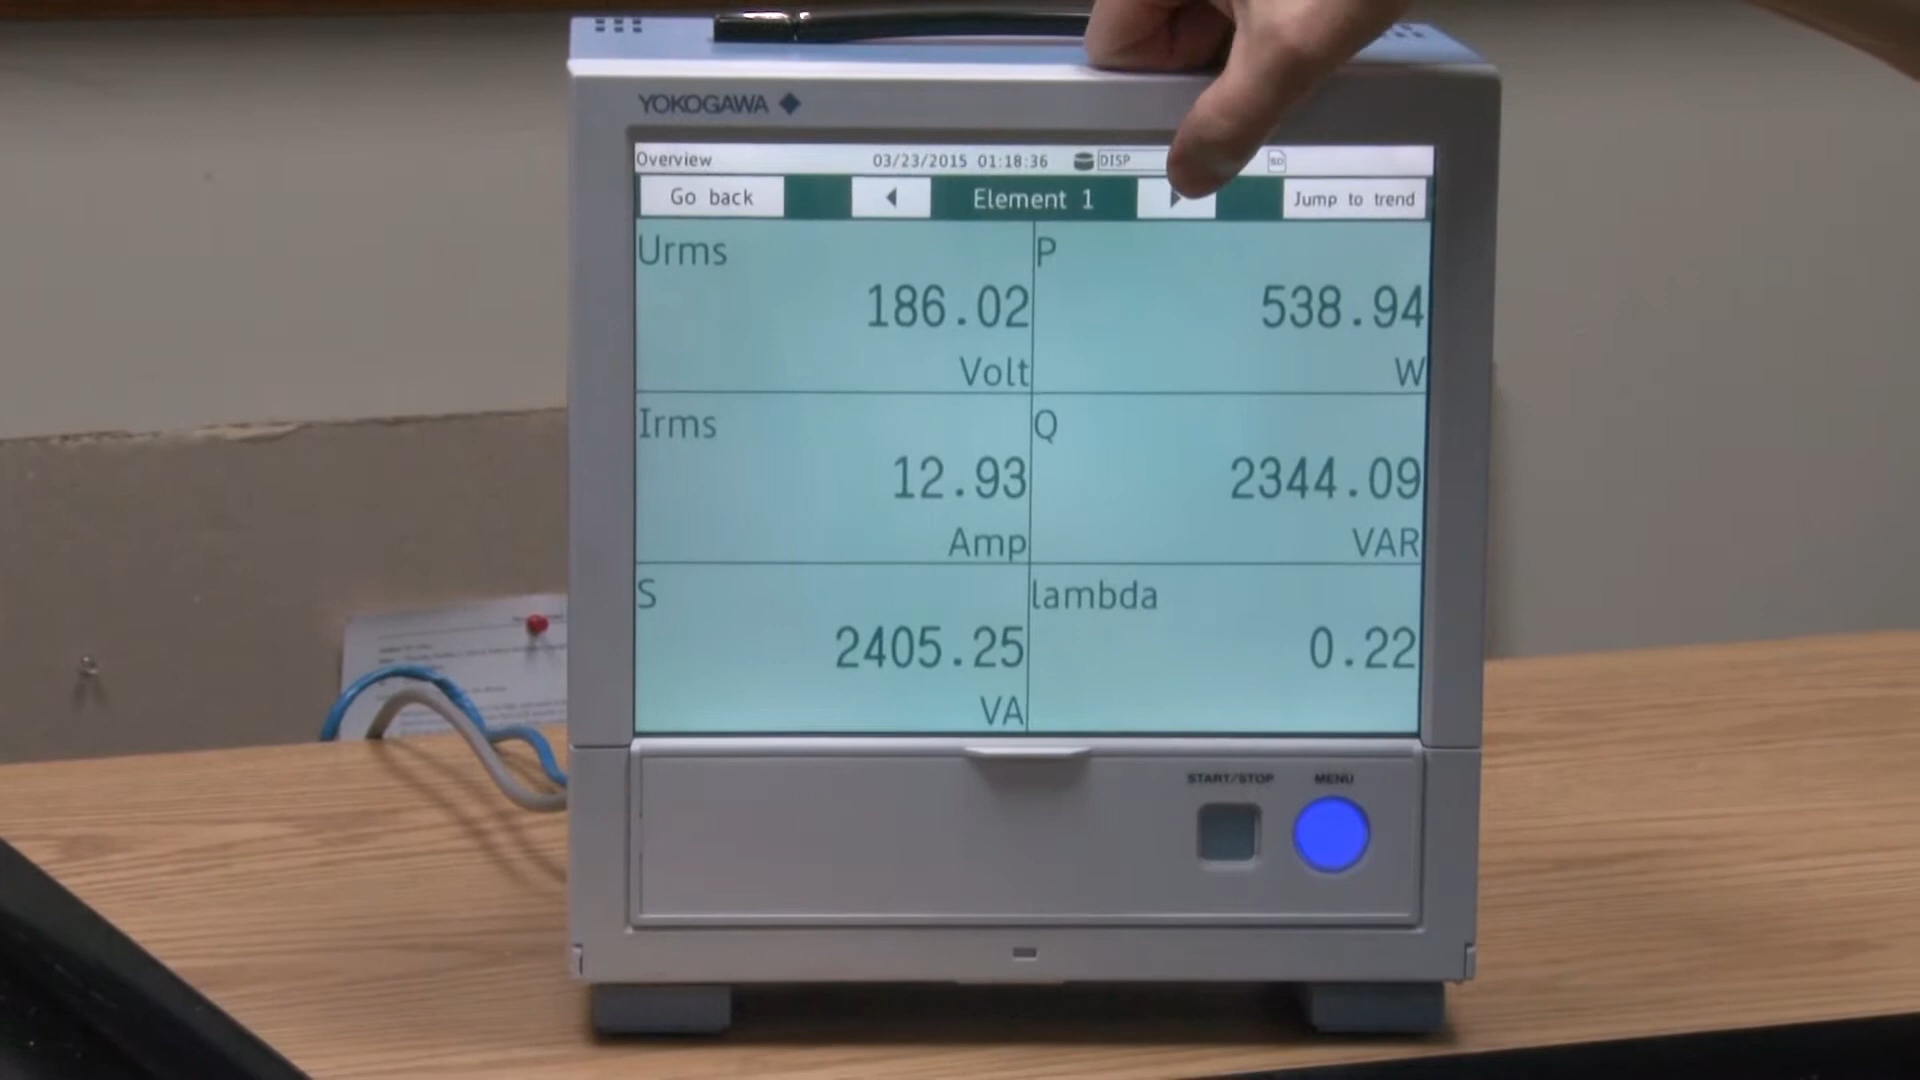 YOKOGAWA
Overview 03/23/2015 01:18:36 DISP SD
Go back Element 1 Jump to trend
Urms P
186.02 538.94
Volt W
Irms Q
12.93 2344.09
Amp VAR
S lambda
2405.25 0.22
VA
START/STOP MENU